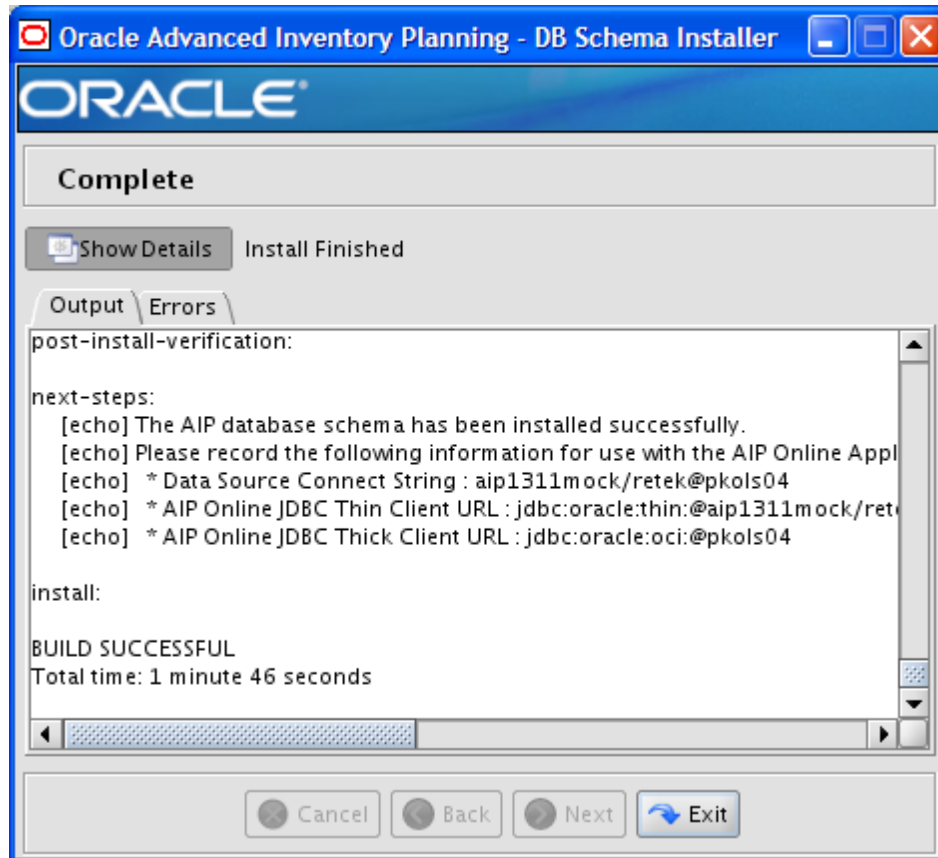 Oracle Advanced Inventory Planning - DB Schema Installer
ORACLE®
Complete
Show Details Install Finished
Output Errors
post-install-verification:
next-steps:
[echo] The AIP database schema has been installed successfully.
[echo] Please record the following information for use with the AIP Online Appl
[echo] * Data Source Connect String : aip1311mock/retek@pkols04
[echo] * AIP Online JDBC Thin Client URL : jdbc:oracle:thin:@aip1311mock/ret
[echo] * AIP Online JDBC Thick Client URL : jdbc:oracle:oci:@pkols04
install:
BUILD SUCCESSFUL
Total time: 1 minute 46 seconds
Cancel Back Next Exit